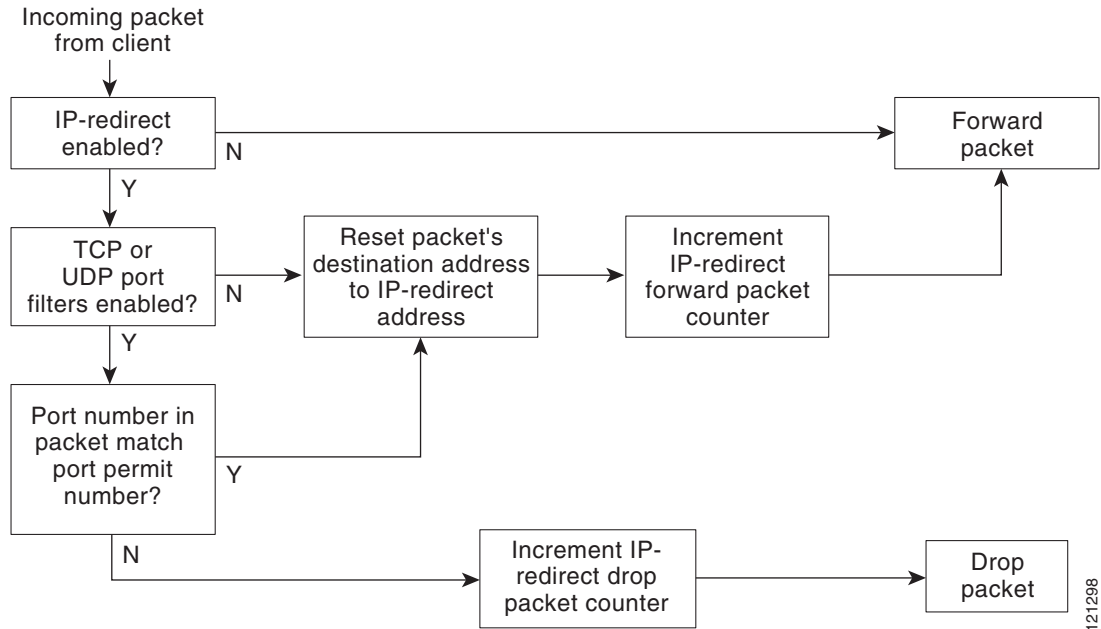 Incoming packet
from client
IP-redirect
enabled?
N
Forward
packet
Y
TCP or
UDP port
filters enabled?
N
Reset packet's
destination address
to IP-redirect
address
Increment
IP-redirect
forward packet
counter
Y
Port number in
packet match
port permit
number?
Y
N
Increment IP-
redirect drop
packet counter
Drop
packet
121298